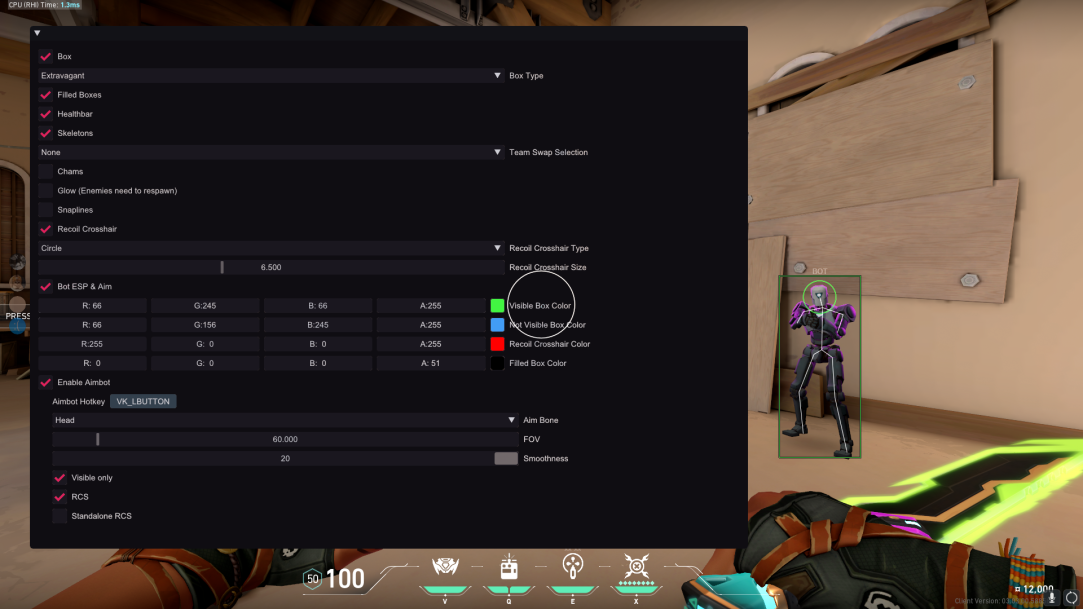 CPU (RHI) Time: 1.3ms
Box
Extravagant Box Type
Filled Boxes
Healthbar
Skeletons
None Team Swap Selection
Chams
Glow (Enemies need to respawn)
Snaplines
Recoil Crosshair
Circle Recoil Crosshair Type
6.500 Recoil Crosshair Size
BOT
Bot ESP & Aim
R: 66 G:245 B: 66 A:255 Visible Box Color
PRESS
R: 66 G:156 B:245 A:255 Not Visible Box Color
R:255 G: 0 B: 0 A:255 Recoil Crosshair Color
R: 0 G: 0 B: 0 A: 51 Filled Box Color
Enable Aimbot
Aimbot Hotkey VK_LBUTTON
Head Aim Bone
60.000 FOV
20 Smoothness
Visible only
RCS
Standalone RCS
50 100
V Q E X
12,000
Client Version: